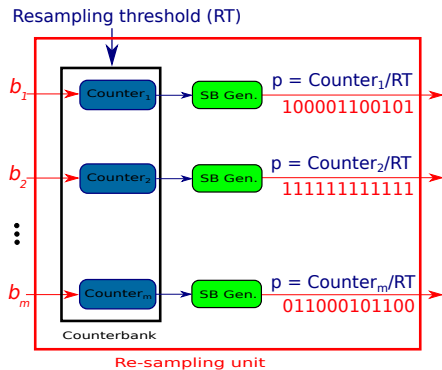 Resampling threshold (RT)
b1 Counter1 SB Gen. p = Counter1/RT
100001100101
b2 Counter2 SB Gen. p = Counter2/RT
111111111111
...
bm Counterm SB Gen. p = Counterm/RT
011000101100
Counterbank
Re-sampling unit